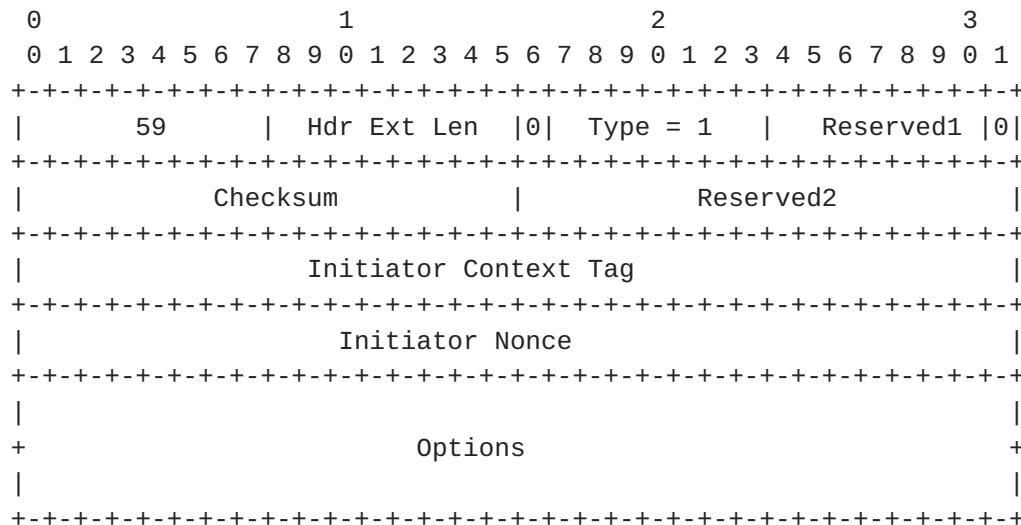 0                   1                   2                   3
 0 1 2 3 4 5 6 7 8 9 0 1 2 3 4 5 6 7 8 9 0 1 2 3 4 5 6 7 8 9 0 1
+-+-+-+-+-+-+-+-+-+-+-+-+-+-+-+-+-+-+-+-+-+-+-+-+-+-+-+-+-+-+-+-+
|       59      |  Hdr Ext Len  |0|  Type = 1   |   Reserved1 |0|
+-+-+-+-+-+-+-+-+-+-+-+-+-+-+-+-+-+-+-+-+-+-+-+-+-+-+-+-+-+-+-+-+
|            Checksum           |           Reserved2           |
+-+-+-+-+-+-+-+-+-+-+-+-+-+-+-+-+-+-+-+-+-+-+-+-+-+-+-+-+-+-+-+-+
|                  Initiator Context Tag                        |
+-+-+-+-+-+-+-+-+-+-+-+-+-+-+-+-+-+-+-+-+-+-+-+-+-+-+-+-+-+-+-+-+
|                    Initiator Nonce                            |
+-+-+-+-+-+-+-+-+-+-+-+-+-+-+-+-+-+-+-+-+-+-+-+-+-+-+-+-+-+-+-+-+
|                                                               |
+                         Options                               +
|                                                               |
+-+-+-+-+-+-+-+-+-+-+-+-+-+-+-+-+-+-+-+-+-+-+-+-+-+-+-+-+-+-+-+-+